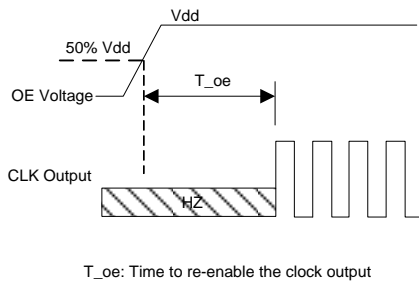 Vdd
50% Vdd
T_oe
OE Voltage
CLK Output
HZ
T_oe: Time to re-enable the clock output